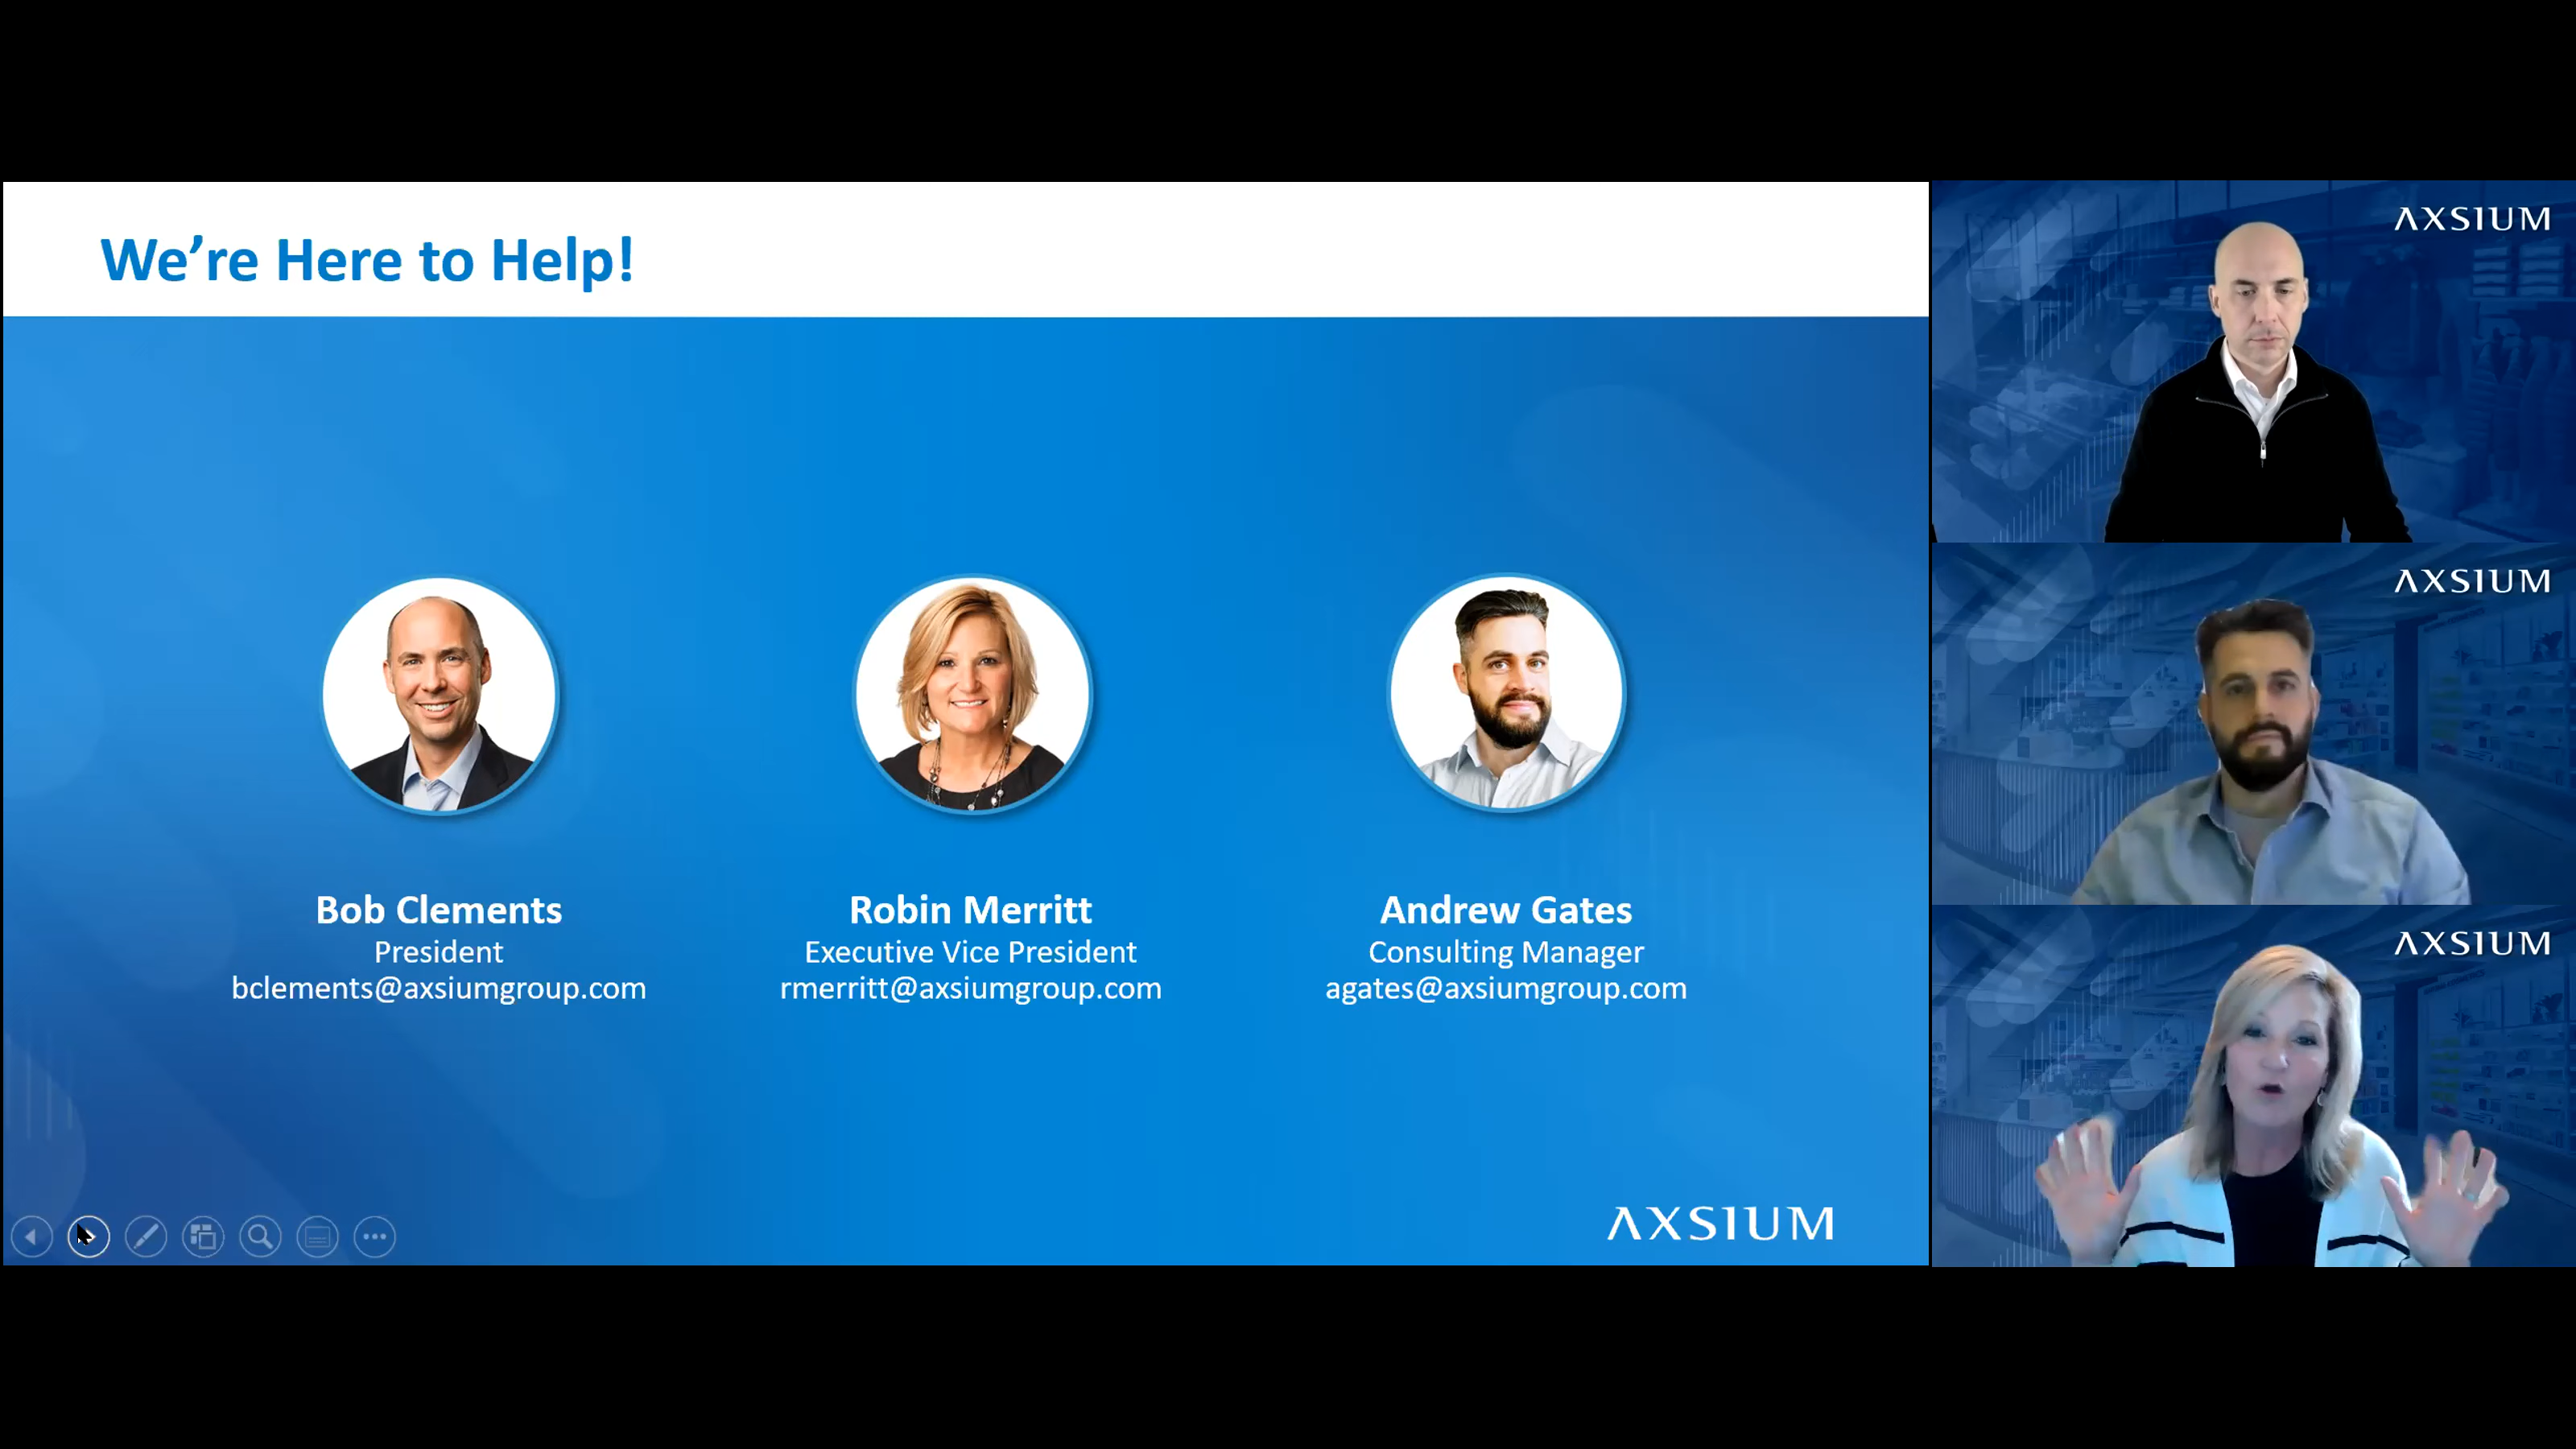 We're Here to Help!
Bob Clements
President
bclements@axsiumgroup.com
Robin Merritt
Executive Vice President
rmerritt@axsiumgroup.com
Andrew Gates
Consulting Manager
agates@axsiumgroup.com
AXSIUM
AXSIUM
AXSIUM
AXSIUM